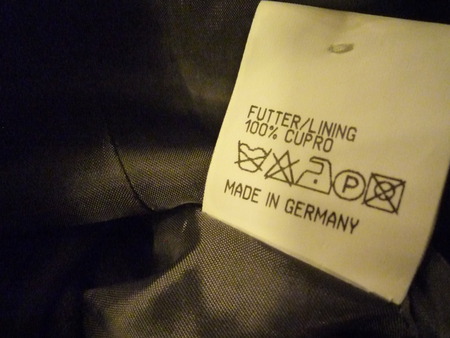 FUTTER/LINING
100% CUPRO
P
MADE IN GERMANY